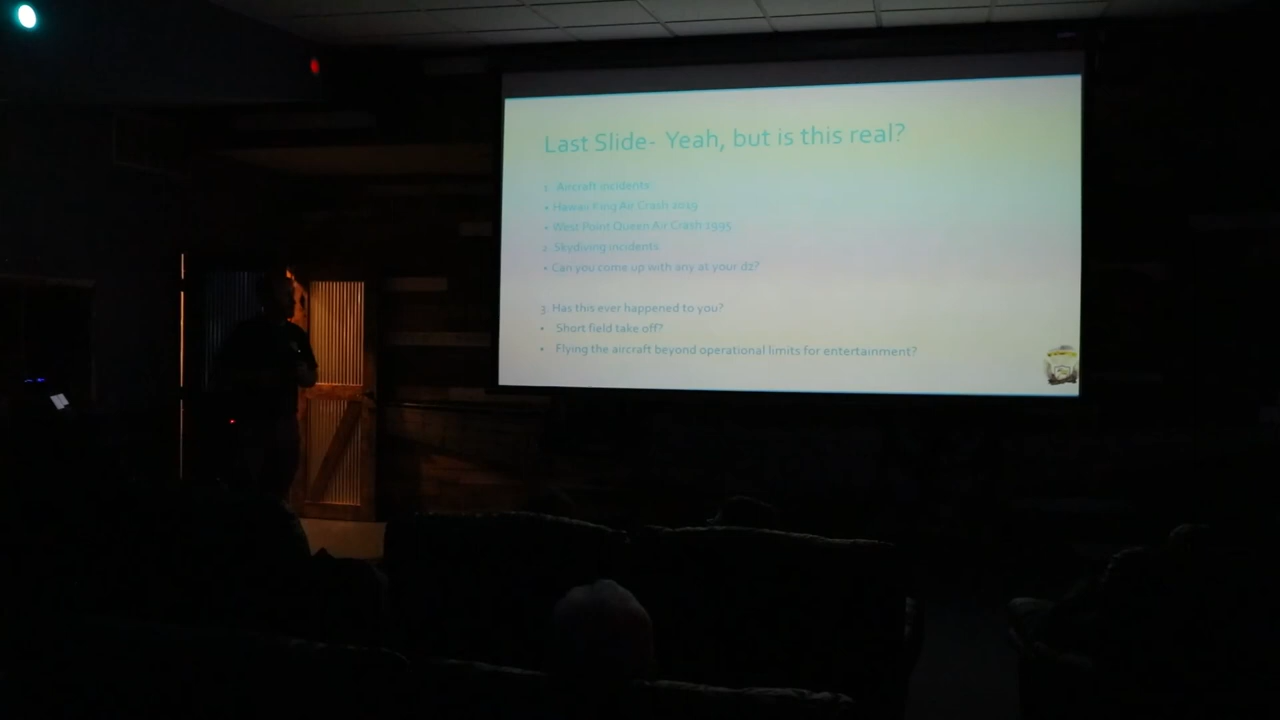 Last Slide- Yeah, but is this real?
1 Aircraft incidents
• Hawaii King Air Crash 2019
• West Point Queen Air Crash 1995
2 Skydiving incidents
• Can you come up with any at your dz?
3 Has this ever happened to you?
• Short field take off?
• Flying the aircraft beyond operational limits for entertainment?